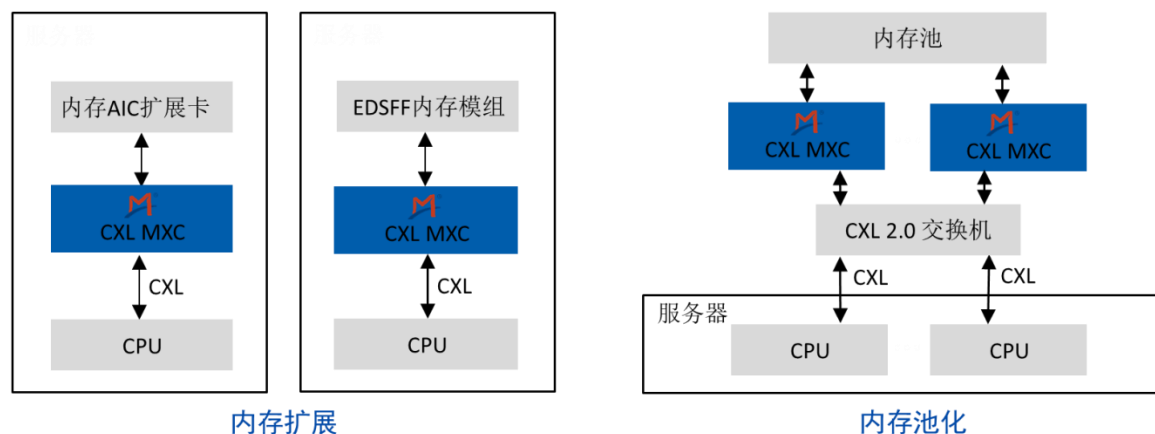 内存AIC扩展卡
CXL MXC
CXL
CPU
EDSFF内存模组
CXL MXC
CXL
CPU
内存扩展
内存池
CXL MXC
CXL MXC
CXL 2.0 交换机
CXL
CXL
服务器
CPU
CPU
内存池化